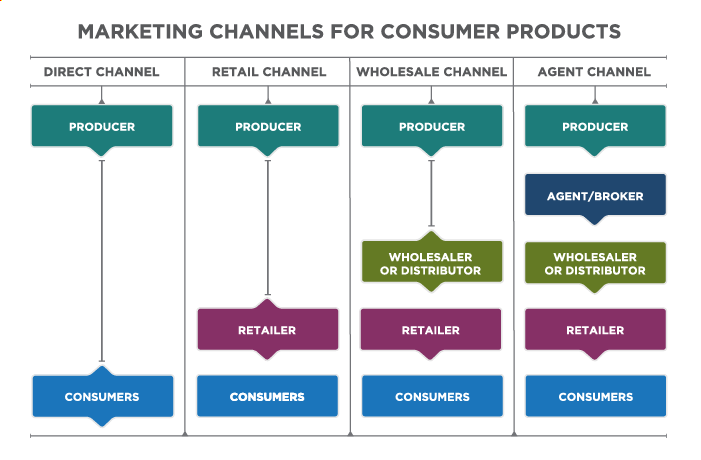 MARKETING CHANNELS FOR CONSUMER PRODUCTS
DIRECT CHANNEL
RETAIL CHANNEL
WHOLESALE CHANNEL
AGENT CHANNEL
PRODUCER
PRODUCER
PRODUCER
PRODUCER
AGENT/BROKER
WHOLESALER
OR DISTRIBUTOR
WHOLESALER
OR DISTRIBUTOR
RETAILER
RETAILER
RETAILER
CONSUMERS
CONSUMERS
CONSUMERS
CONSUMERS